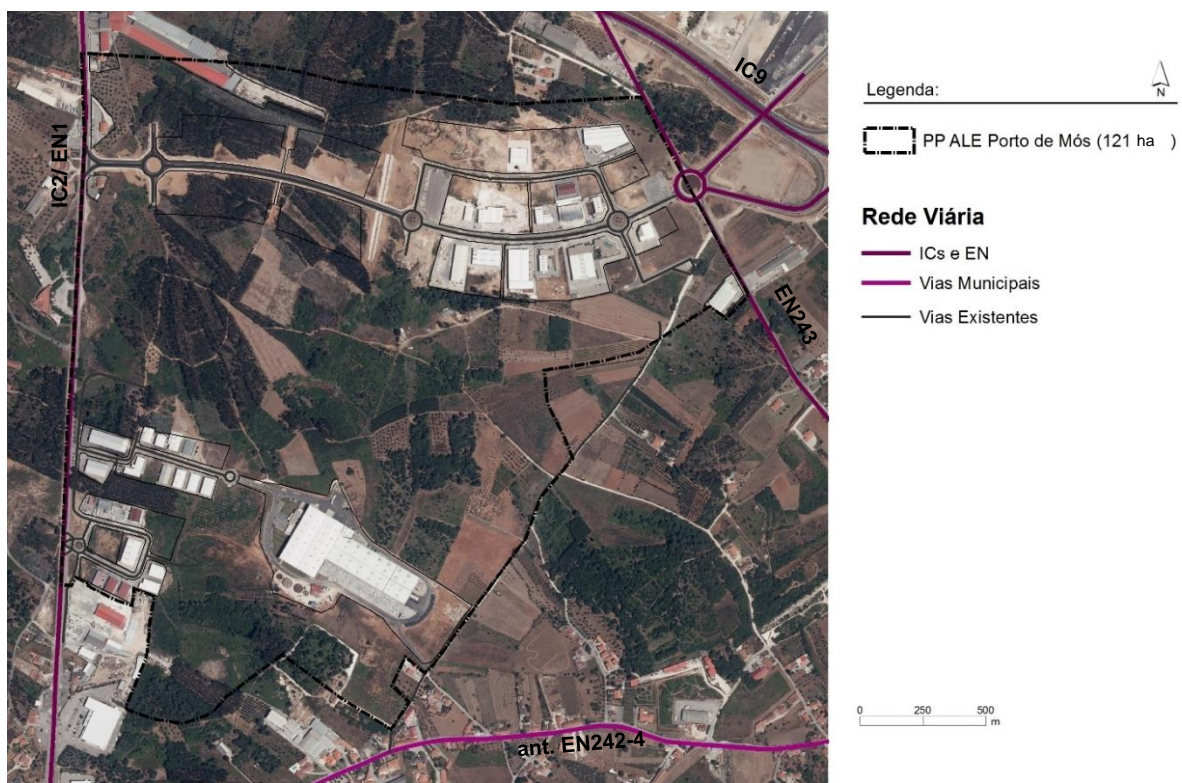 IC9
IC2/ EN1
EN243
ant. EN242-4
Legenda:
N
PP ALE Porto de Mós (121 ha )
Rede Viária
ICs e EN
Vias Municipais
Vias Existentes
0 250 500
m